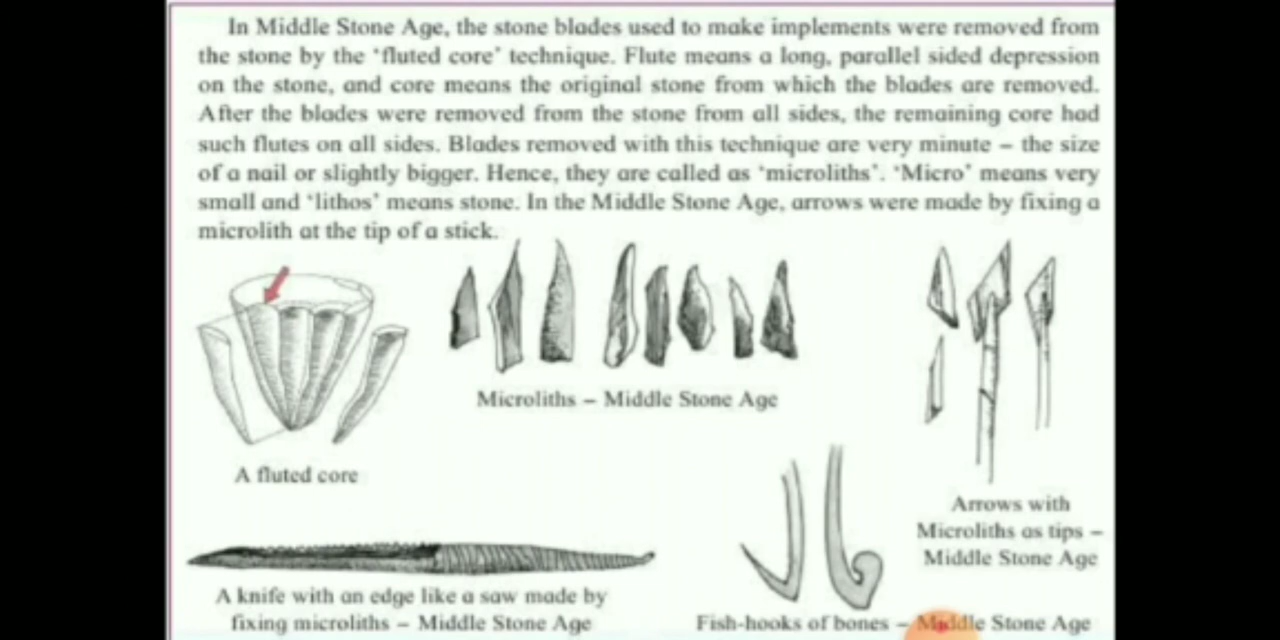 In Middle Stone Age, the stone blades used to make implements were removed from
the stone by the 'fluted core' technique. Flute means a long, parallel sided depression
on the stone, and core means the original stone from which the blades are removed.
After the blades were removed from the stone from all sides, the remaining core had
such flutes on all sides. Blades removed with this technique are very minute – the size
of a nail or slightly bigger. Hence, they are called as 'microliths'. 'Micro' means very
small and 'lithos' means stone. In the Middle Stone Age, arrows were made by fixing a
microlith at the tip of a stick.
Microliths – Middle Stone Age
A fluted core
Arrows with
Microliths as tips –
Middle Stone Age
A knife with an edge like a saw made by
fixing microliths – Middle Stone Age
Fish-hooks of bones – Middle Stone Age